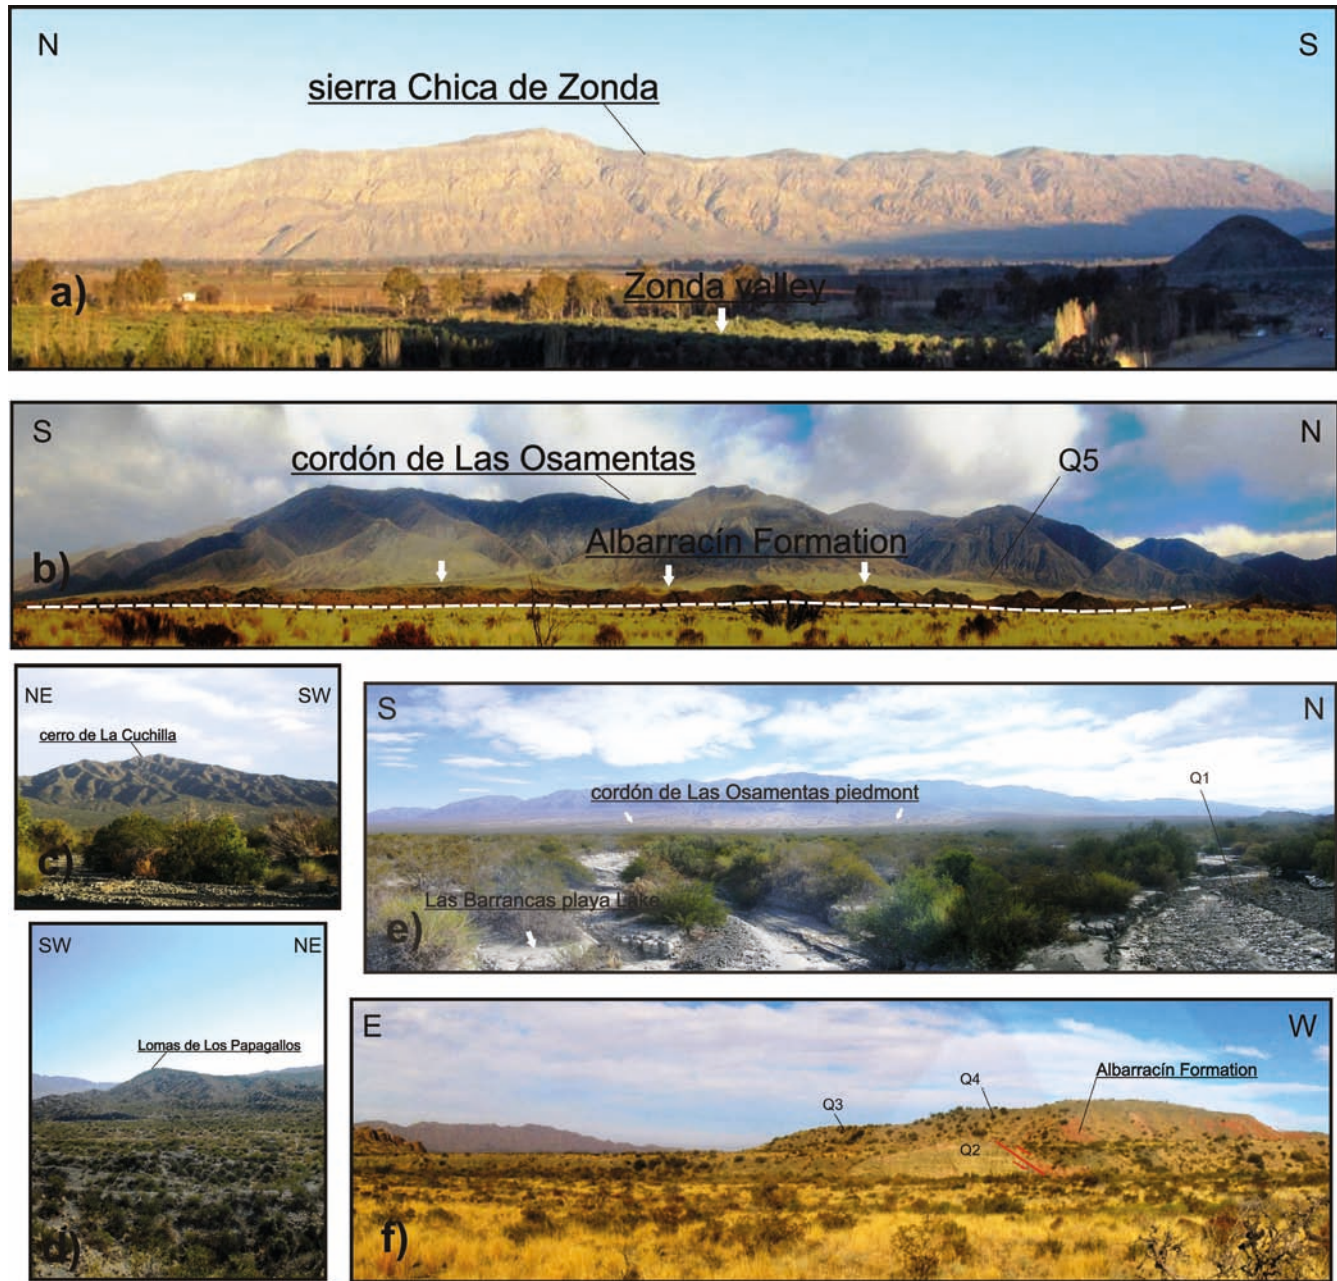 N
S
sierra Chica de Zonda
Zonda valley
a)
S
N
cordón de Las Osamentas
Q5
Albarracín Formation
b)
NE
SW
cerro de La Cuchilla
c)
S
N
Q1
cordón de Las Osamentas piedmont
Las Barrancas playa Lake
e)
SW
NE
Lomas de Los Papagallos
d)
E
W
Albarracín Formation
Q4
Q3
Q2
f)